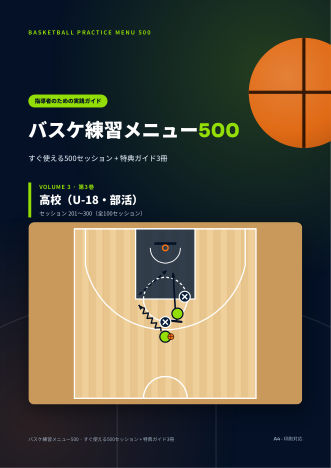 BASKETBALL PRACTICE MENU 500
指導者のための実践ガイド
バスケ練習メニュー500
すぐ使える500セッション + 特典ガイド3冊
VOLUME 3 · 第3巻
高校（U-18・部活）
セッション 201〜300（全100セッション）
バスケ練習メニュー500 · すぐ使える500セッション + 特典ガイド3冊
A4 · 印刷対応